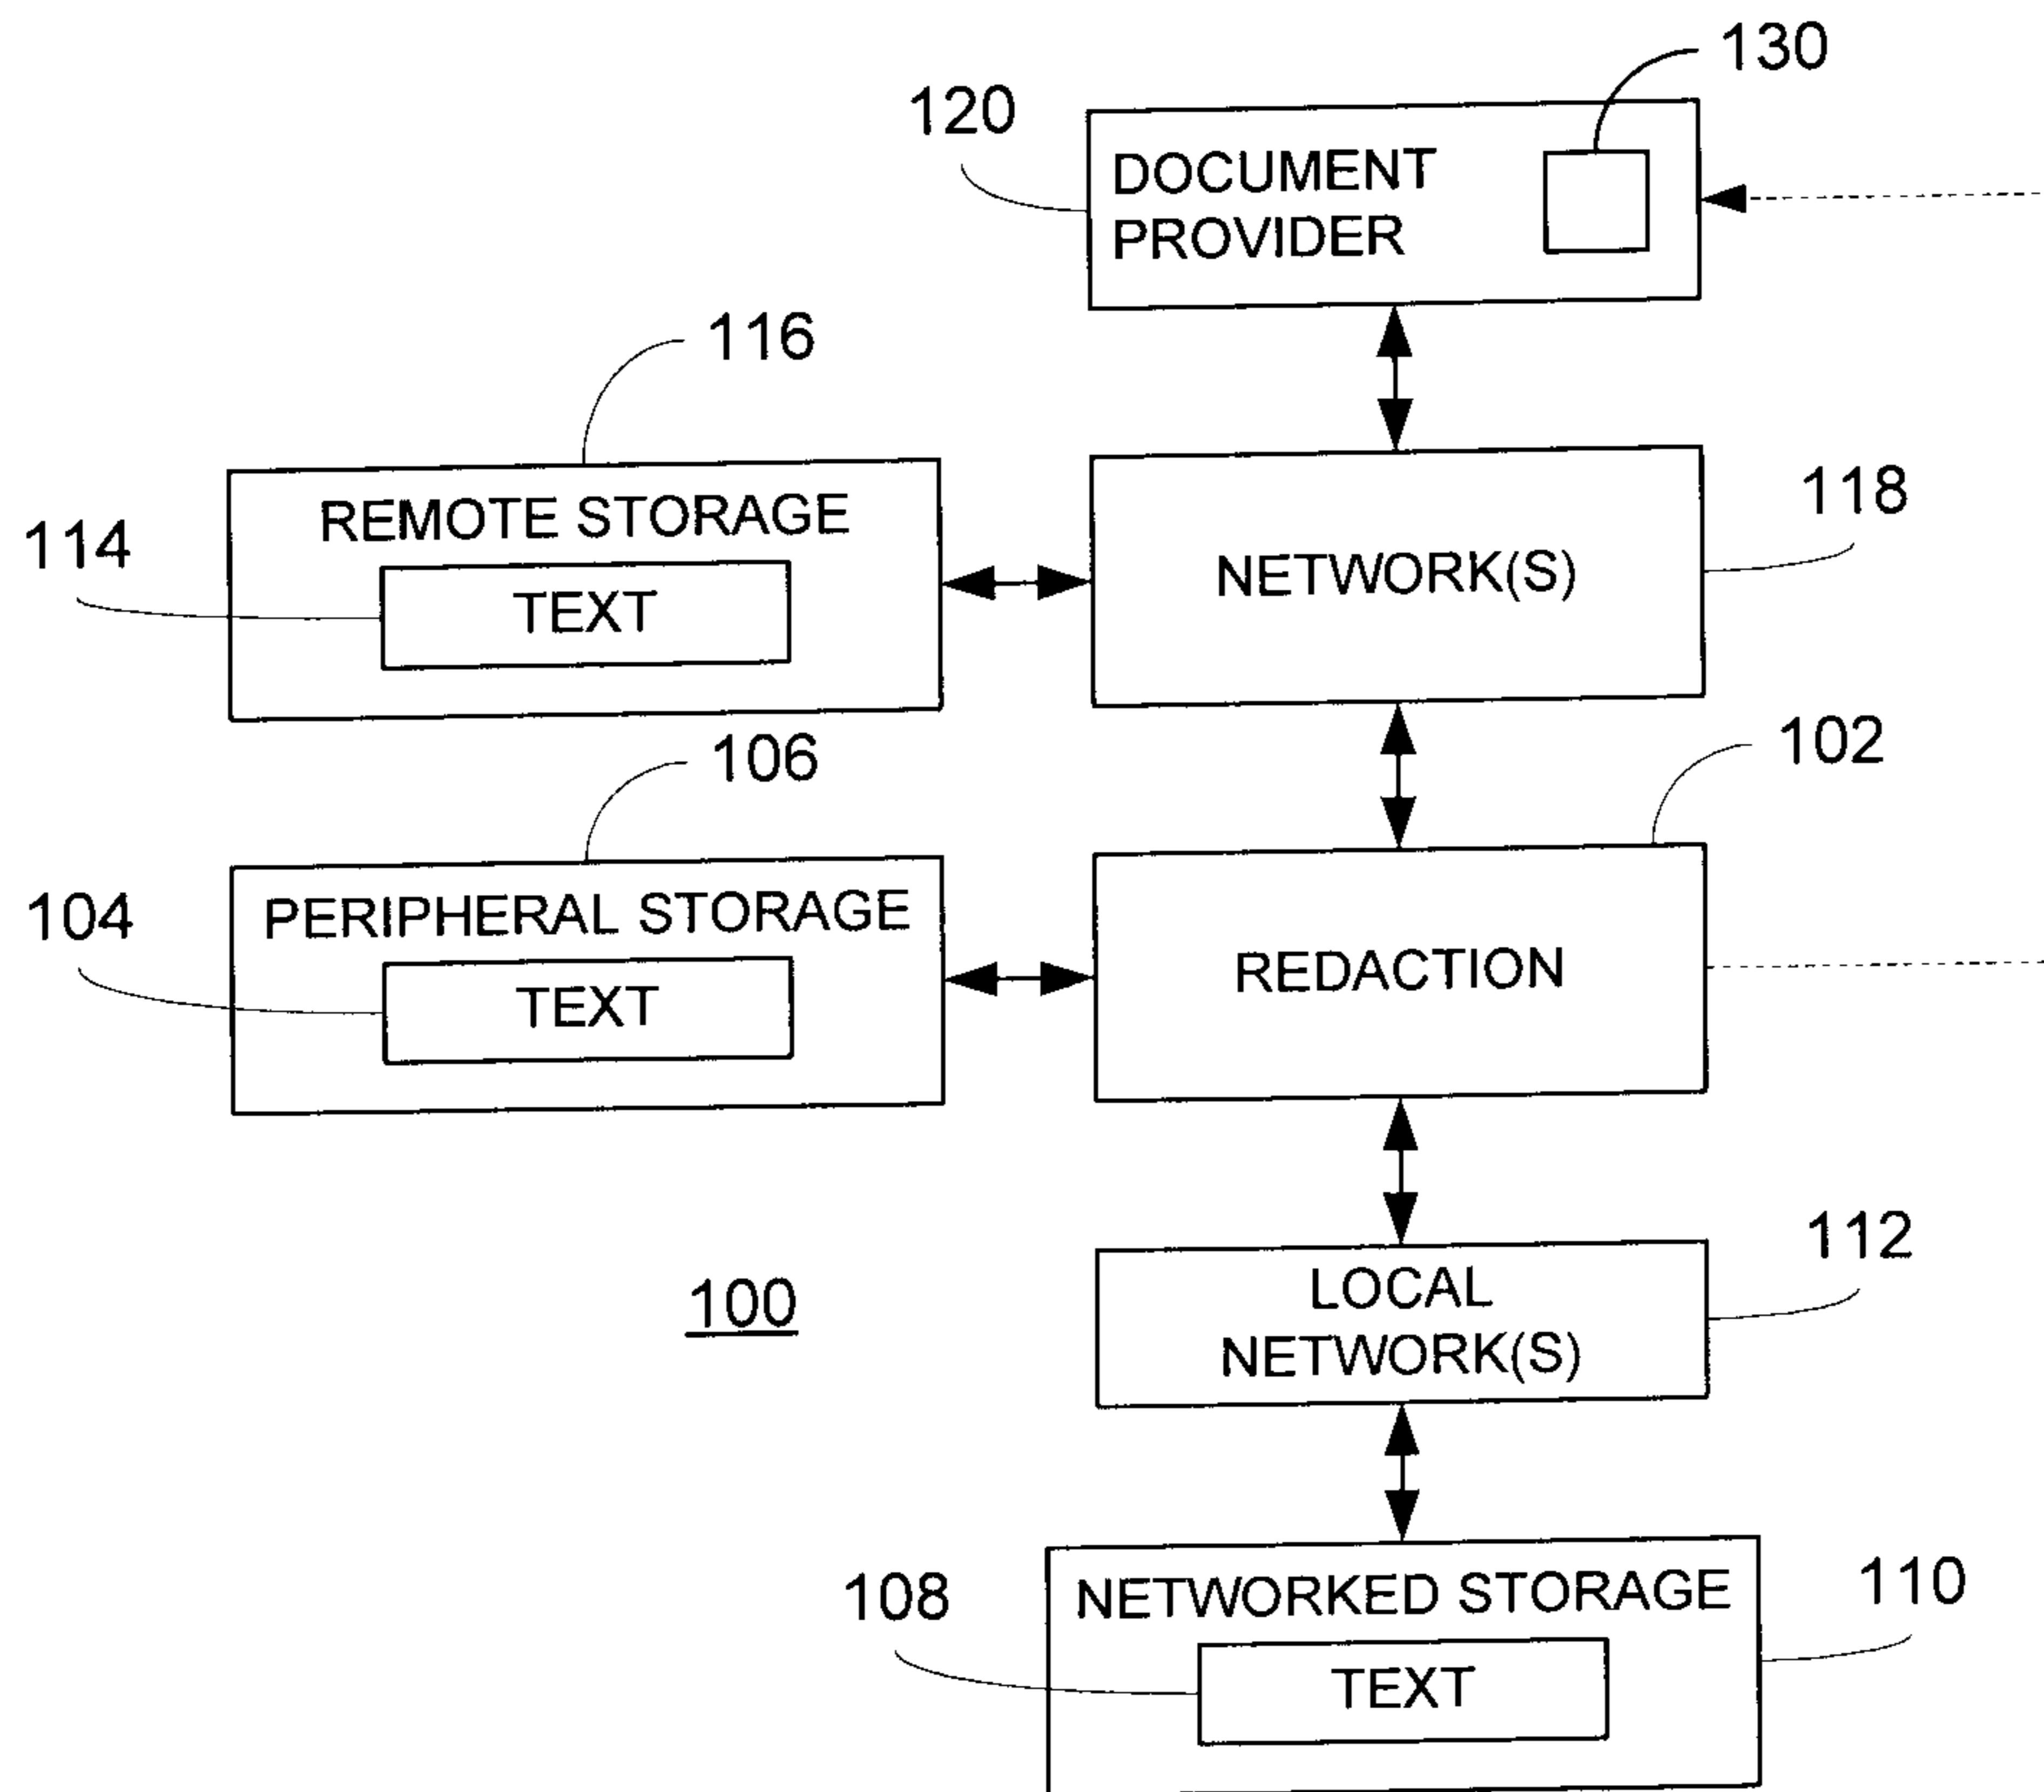 130
120
DOCUMENT
PROVIDER
116
118
REMOTE STORAGE
114
NETWORK(S)
TEXT
102
106
104
PERIPHERAL STORAGE
REDACTION
TEXT
112
LOCAL
100
NETWORK(S)
110
108
NETWORKED STORAGE
TEXT